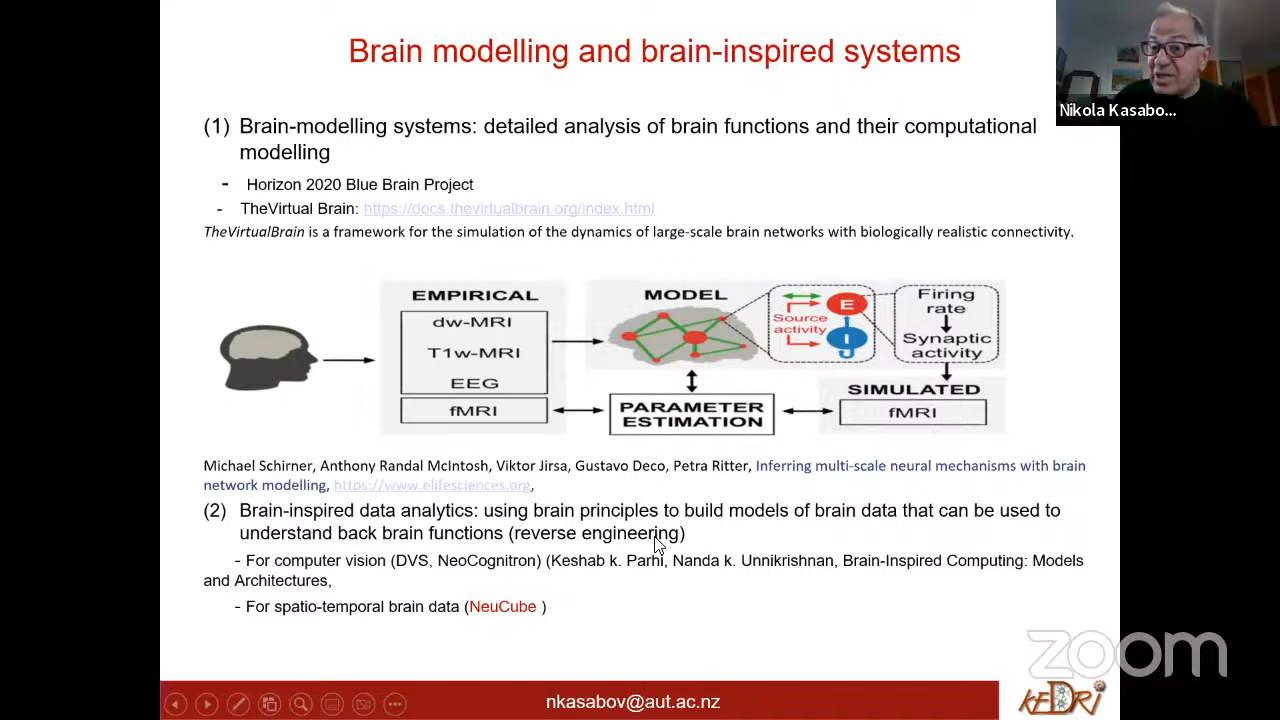 Brain modelling and brain-inspired systems
Nikola Kasabo...
(1) Brain-modelling systems: detailed analysis of brain functions and their computational
modelling
- Horizon 2020 Blue Brain Project
- TheVirtual Brain: https://docs.thevirtualbrain.org/index.html
TheVirtualBrain is a framework for the simulation of the dynamics of large-scale brain networks with biologically realistic connectivity.
EMPIRICAL
dw-MRI
T1w-MRI
EEG
fMRI
MODEL
Source
activity
E
I
Firing
rate
Synaptic
activity
PARAMETER
ESTIMATION
SIMULATED
fMRI
Michael Schirner, Anthony Randal McIntosh, Viktor Jirsa, Gustavo Deco, Petra Ritter, Inferring multi-scale neural mechanisms with brain
network modelling, https://www.elifesciences.org,
(2) Brain-inspired data analytics: using brain principles to build models of brain data that can be used to
understand back brain functions (reverse engineering)
- For computer vision (DVS, NeoCognitron) (Keshab k. Parhi, Nanda k. Unnikrishnan, Brain-Inspired Computing: Models
and Architectures,
- For spatio-temporal brain data (NeuCube )
zoom
nkasabov@aut.ac.nz
KEDRI